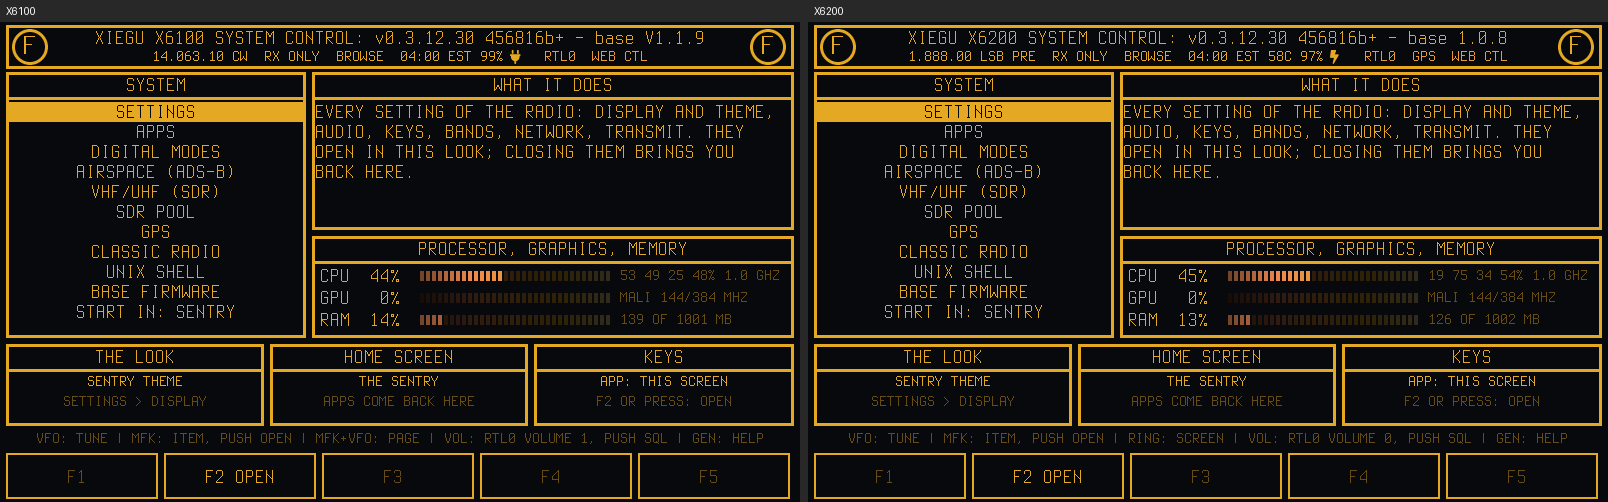 X6100
F
XIEGU X6100 SYSTEM CONTROL: v0.3.12.30 456816b+ - base V1.1.9
F
14.063.10 CW RX ONLY BROWSE 04:00 EST 99% RTL0 WEB CTL
SYSTEM
SETTINGS
APPS
DIGITAL MODES
AIRSPACE (ADS-B)
VHF/UHF (SDR)
SDR POOL
GPS
CLASSIC RADIO
UNIX SHELL
BASE FIRMWARE
START IN: SENTRY
WHAT IT DOES
EVERY SETTING OF THE RADIO: DISPLAY AND THEME,
AUDIO, KEYS, BANDS, NETWORK, TRANSMIT. THEY
OPEN IN THIS LOOK; CLOSING THEM BRINGS YOU
BACK HERE.
PROCESSOR, GRAPHICS, MEMORY
CPU 44% 53 49 25 48% 1.0 GHZ
GPU 0% MALI 144/384 MHZ
RAM 14% 139 OF 1001 MB
THE LOOK
SENTRY THEME
SETTINGS > DISPLAY
HOME SCREEN
THE SENTRY
APPS COME BACK HERE
KEYS
APP: THIS SCREEN
F2 OR PRESS: OPEN
VFO: TUNE | MFK: ITEM, PUSH OPEN | MFK+VFO: PAGE | VOL: RTL0 VOLUME 1, PUSH SQL | GEN: HELP
F1 F2 OPEN F3 F4 F5
X6200
F
XIEGU X6200 SYSTEM CONTROL: v0.3.12.30 456816b+ - base 1.0.8
F
1.888.00 LSB PRE RX ONLY BROWSE 04:00 EST 58C 97% RTL0 GPS WEB CTL
SYSTEM
SETTINGS
APPS
DIGITAL MODES
AIRSPACE (ADS-B)
VHF/UHF (SDR)
SDR POOL
GPS
CLASSIC RADIO
UNIX SHELL
BASE FIRMWARE
START IN: SENTRY
WHAT IT DOES
EVERY SETTING OF THE RADIO: DISPLAY AND THEME,
AUDIO, KEYS, BANDS, NETWORK, TRANSMIT. THEY
OPEN IN THIS LOOK; CLOSING THEM BRINGS YOU
BACK HERE.
PROCESSOR, GRAPHICS, MEMORY
CPU 45% 19 75 34 54% 1.0 GHZ
GPU 0% MALI 144/384 MHZ
RAM 13% 126 OF 1002 MB
THE LOOK
SENTRY THEME
SETTINGS > DISPLAY
HOME SCREEN
THE SENTRY
APPS COME BACK HERE
KEYS
APP: THIS SCREEN
F2 OR PRESS: OPEN
VFO: TUNE | MFK: ITEM, PUSH OPEN | RING: SCREEN | VOL: RTL0 VOLUME 0, PUSH SQL | GEN: HELP
F1 F2 OPEN F3 F4 F5